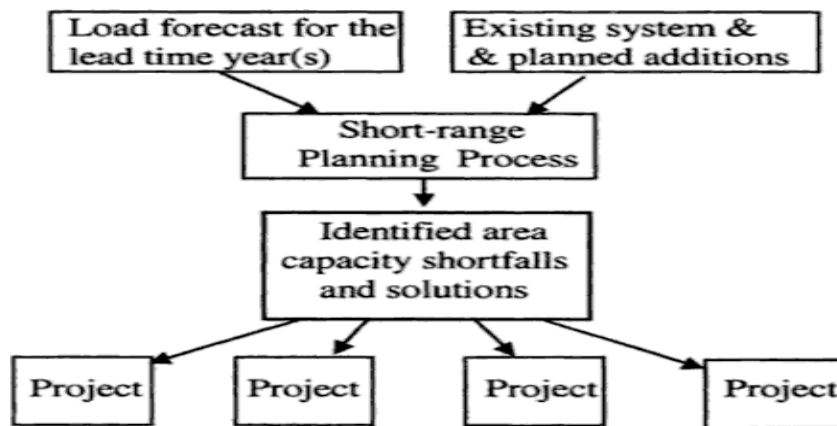 Load forecast for the
lead time year(s)
Existing system &
& planned additions
Short-range
Planning Process
Identified area
capacity shortfalls
and solutions
Project
Project
Project
Project